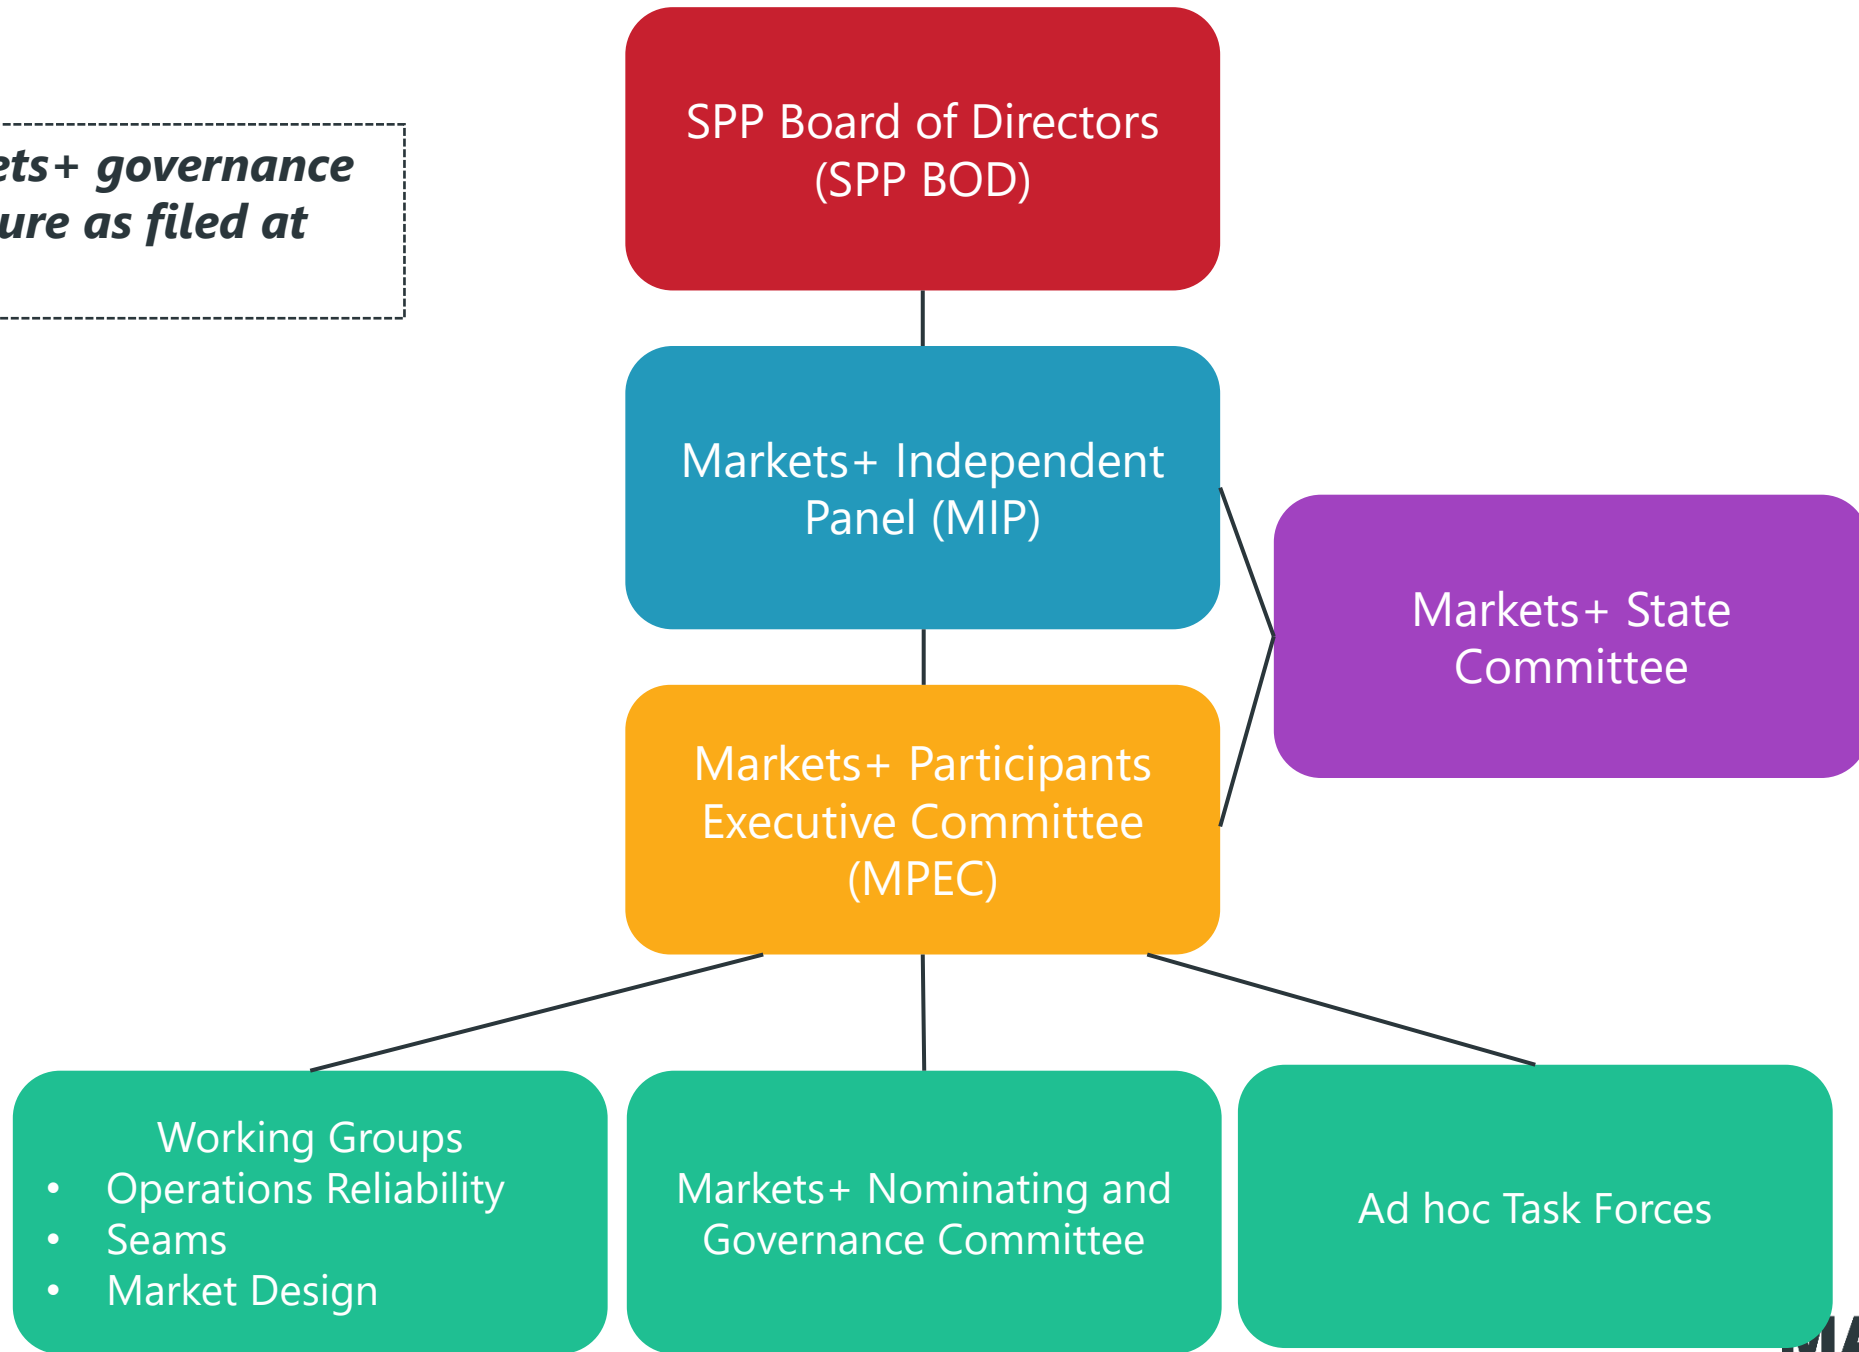 SPP Board of Directors
(SPP BOD)
ets+ governance
ure as filed at
Markets+ Independent
Panel (MIP)
Markets+ State
Committee
Markets+ Participants
Executive Committee
(MPEC)
Working Groups
• Operations Reliability
• Seams
• Market Design
Markets+ Nominating and
Governance Committee
Ad hoc Task Forces
MA